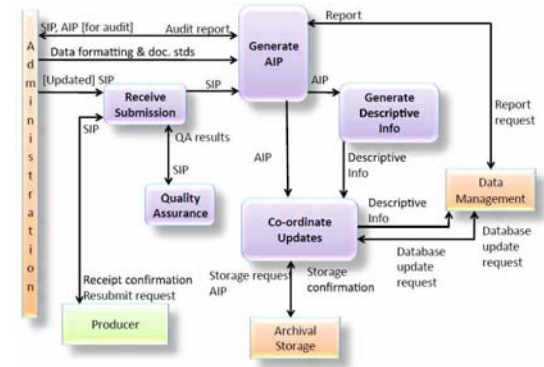 SIP, AIP [for audit]
Audit report
Report
Data formatting & doc. stds
Generate
AIP
[Updated] SIP
SIP
AIP
Receive
Submission
Generate
Descriptive
Info
Report
request
SIP
QA results
SIP
AIP
Descriptive
Info
Quality
Assurance
Data
Management
Descriptive
Info
Co-ordinate
Updates
Database
update
request
Database
update
request
Storage request
AIP
Storage
confirmation
Receipt confirmation
Resubmit request
Producer
Archival
Storage
Administration